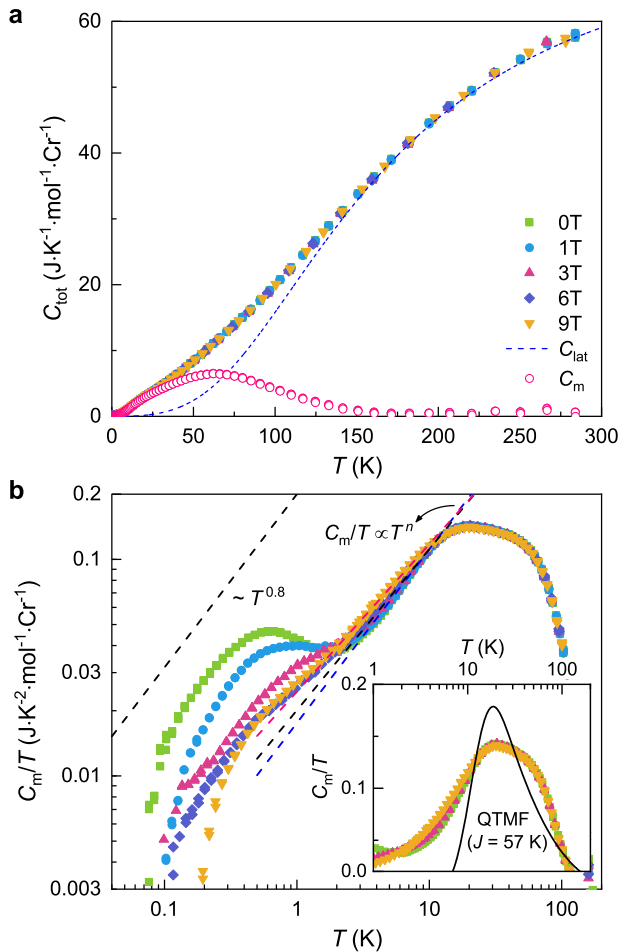 a
60
40
20
0
C_tot (J·K⁻¹·mol⁻¹·Cr⁻¹)
0T
1T
3T
6T
9T
C_lat
C_m
0 50 100 150 200 250 300
T (K)
b
0.2
0.1
0.03
0.01
0.003
C_m/T (J·K⁻²·mol⁻¹·Cr⁻¹)
C_m/T ∝ Tⁿ
~ T^0.8
T (K)
1 10 100
0.2
0.1
0.0
C_m/T
QTMF
(J = 57 K)
0.1 1 10 100
T (K)